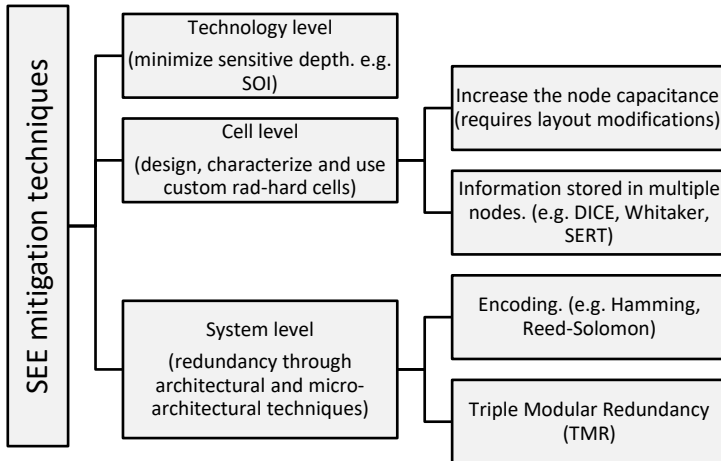 SEE mitigation techniques
Technology level
(minimize sensitive depth. e.g.
SOI)
Cell level
(design, characterize and use
custom rad-hard cells)
Increase the node capacitance
(requires layout modifications)
Information stored in multiple
nodes. (e.g. DICE, Whitaker,
SERT)
System level
(redundancy through
architectural and micro-
architectural techniques)
Encoding. (e.g. Hamming,
Reed-Solomon)
Triple Modular Redundancy
(TMR)